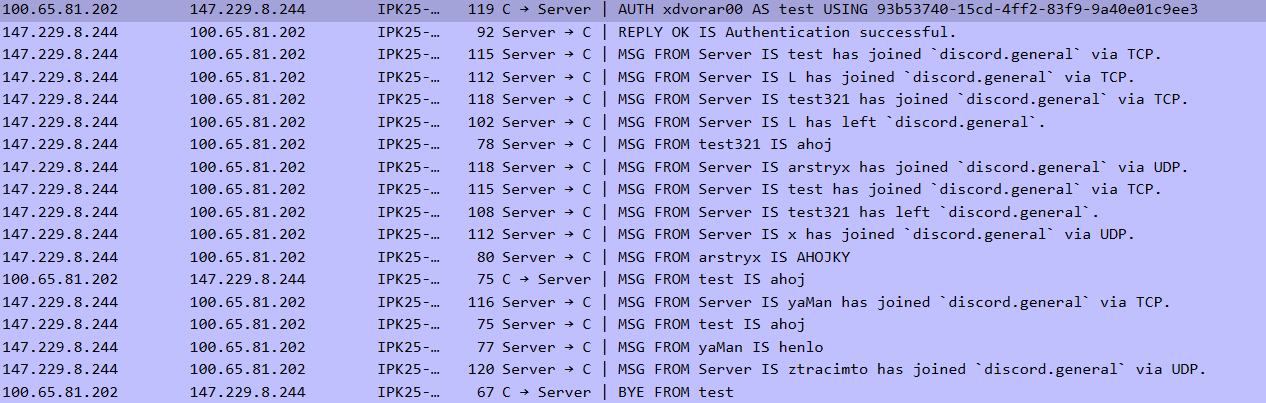 100.65.81.202 147.229.8.244 IPK25-… 119 C → Server | AUTH xdvorar00 AS test USING 93b53740-15cd-4ff2-83f9-9a40e01c9ee3
147.229.8.244 100.65.81.202 IPK25-… 92 Server → C | REPLY OK IS Authentication successful.
147.229.8.244 100.65.81.202 IPK25-… 115 Server → C | MSG FROM Server IS test has joined `discord.general` via TCP.
147.229.8.244 100.65.81.202 IPK25-… 112 Server → C | MSG FROM Server IS L has joined `discord.general` via TCP.
147.229.8.244 100.65.81.202 IPK25-… 118 Server → C | MSG FROM Server IS test321 has joined `discord.general` via TCP.
147.229.8.244 100.65.81.202 IPK25-… 102 Server → C | MSG FROM Server IS L has left `discord.general`.
147.229.8.244 100.65.81.202 IPK25-… 78 Server → C | MSG FROM test321 IS ahoj
147.229.8.244 100.65.81.202 IPK25-… 118 Server → C | MSG FROM Server IS arstryx has joined `discord.general` via UDP.
147.229.8.244 100.65.81.202 IPK25-… 115 Server → C | MSG FROM Server IS test has joined `discord.general` via TCP.
147.229.8.244 100.65.81.202 IPK25-… 108 Server → C | MSG FROM Server IS test321 has left `discord.general`.
147.229.8.244 100.65.81.202 IPK25-… 112 Server → C | MSG FROM Server IS x has joined `discord.general` via UDP.
147.229.8.244 100.65.81.202 IPK25-… 80 Server → C | MSG FROM arstryx IS AHOJKY
100.65.81.202 147.229.8.244 IPK25-… 75 C → Server | MSG FROM test IS ahoj
147.229.8.244 100.65.81.202 IPK25-… 116 Server → C | MSG FROM Server IS yaMan has joined `discord.general` via TCP.
147.229.8.244 100.65.81.202 IPK25-… 75 Server → C | MSG FROM test IS ahoj
147.229.8.244 100.65.81.202 IPK25-… 77 Server → C | MSG FROM yaMan IS henlo
147.229.8.244 100.65.81.202 IPK25-… 120 Server → C | MSG FROM Server IS ztracimto has joined `discord.general` via UDP.
100.65.81.202 147.229.8.244 IPK25-… 67 C → Server | BYE FROM test